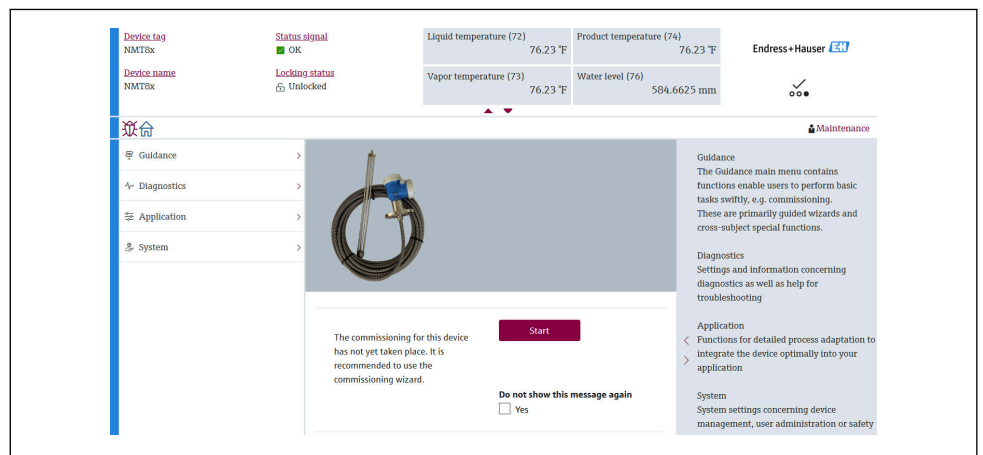 Device tag
NMT8x
Status signal
OK
Liquid temperature (72)
76.23 °F
Product temperature (74)
76.23 °F
Endress+Hauser EH
Device name
NMT8x
Locking status
Unlocked
Vapor temperature (73)
76.23 °F
Water level (76)
584.6625 mm
Maintenance
Guidance
Diagnostics
Application
System
The commissioning for this device
has not yet taken place. It is
recommended to use the
commissioning wizard.
Start
Do not show this message again
Yes
Guidance
The Guidance main menu contains
functions enable users to perform basic
tasks swiftly, e.g. commissioning.
These are primarily guided wizards and
cross-subject special functions.
Diagnostics
Settings and information concerning
diagnostics as well as help for
troubleshooting
Application
Functions for detailed process adaptation to
integrate the device optimally into your
application
System
System settings concerning device
management, user administration or safety